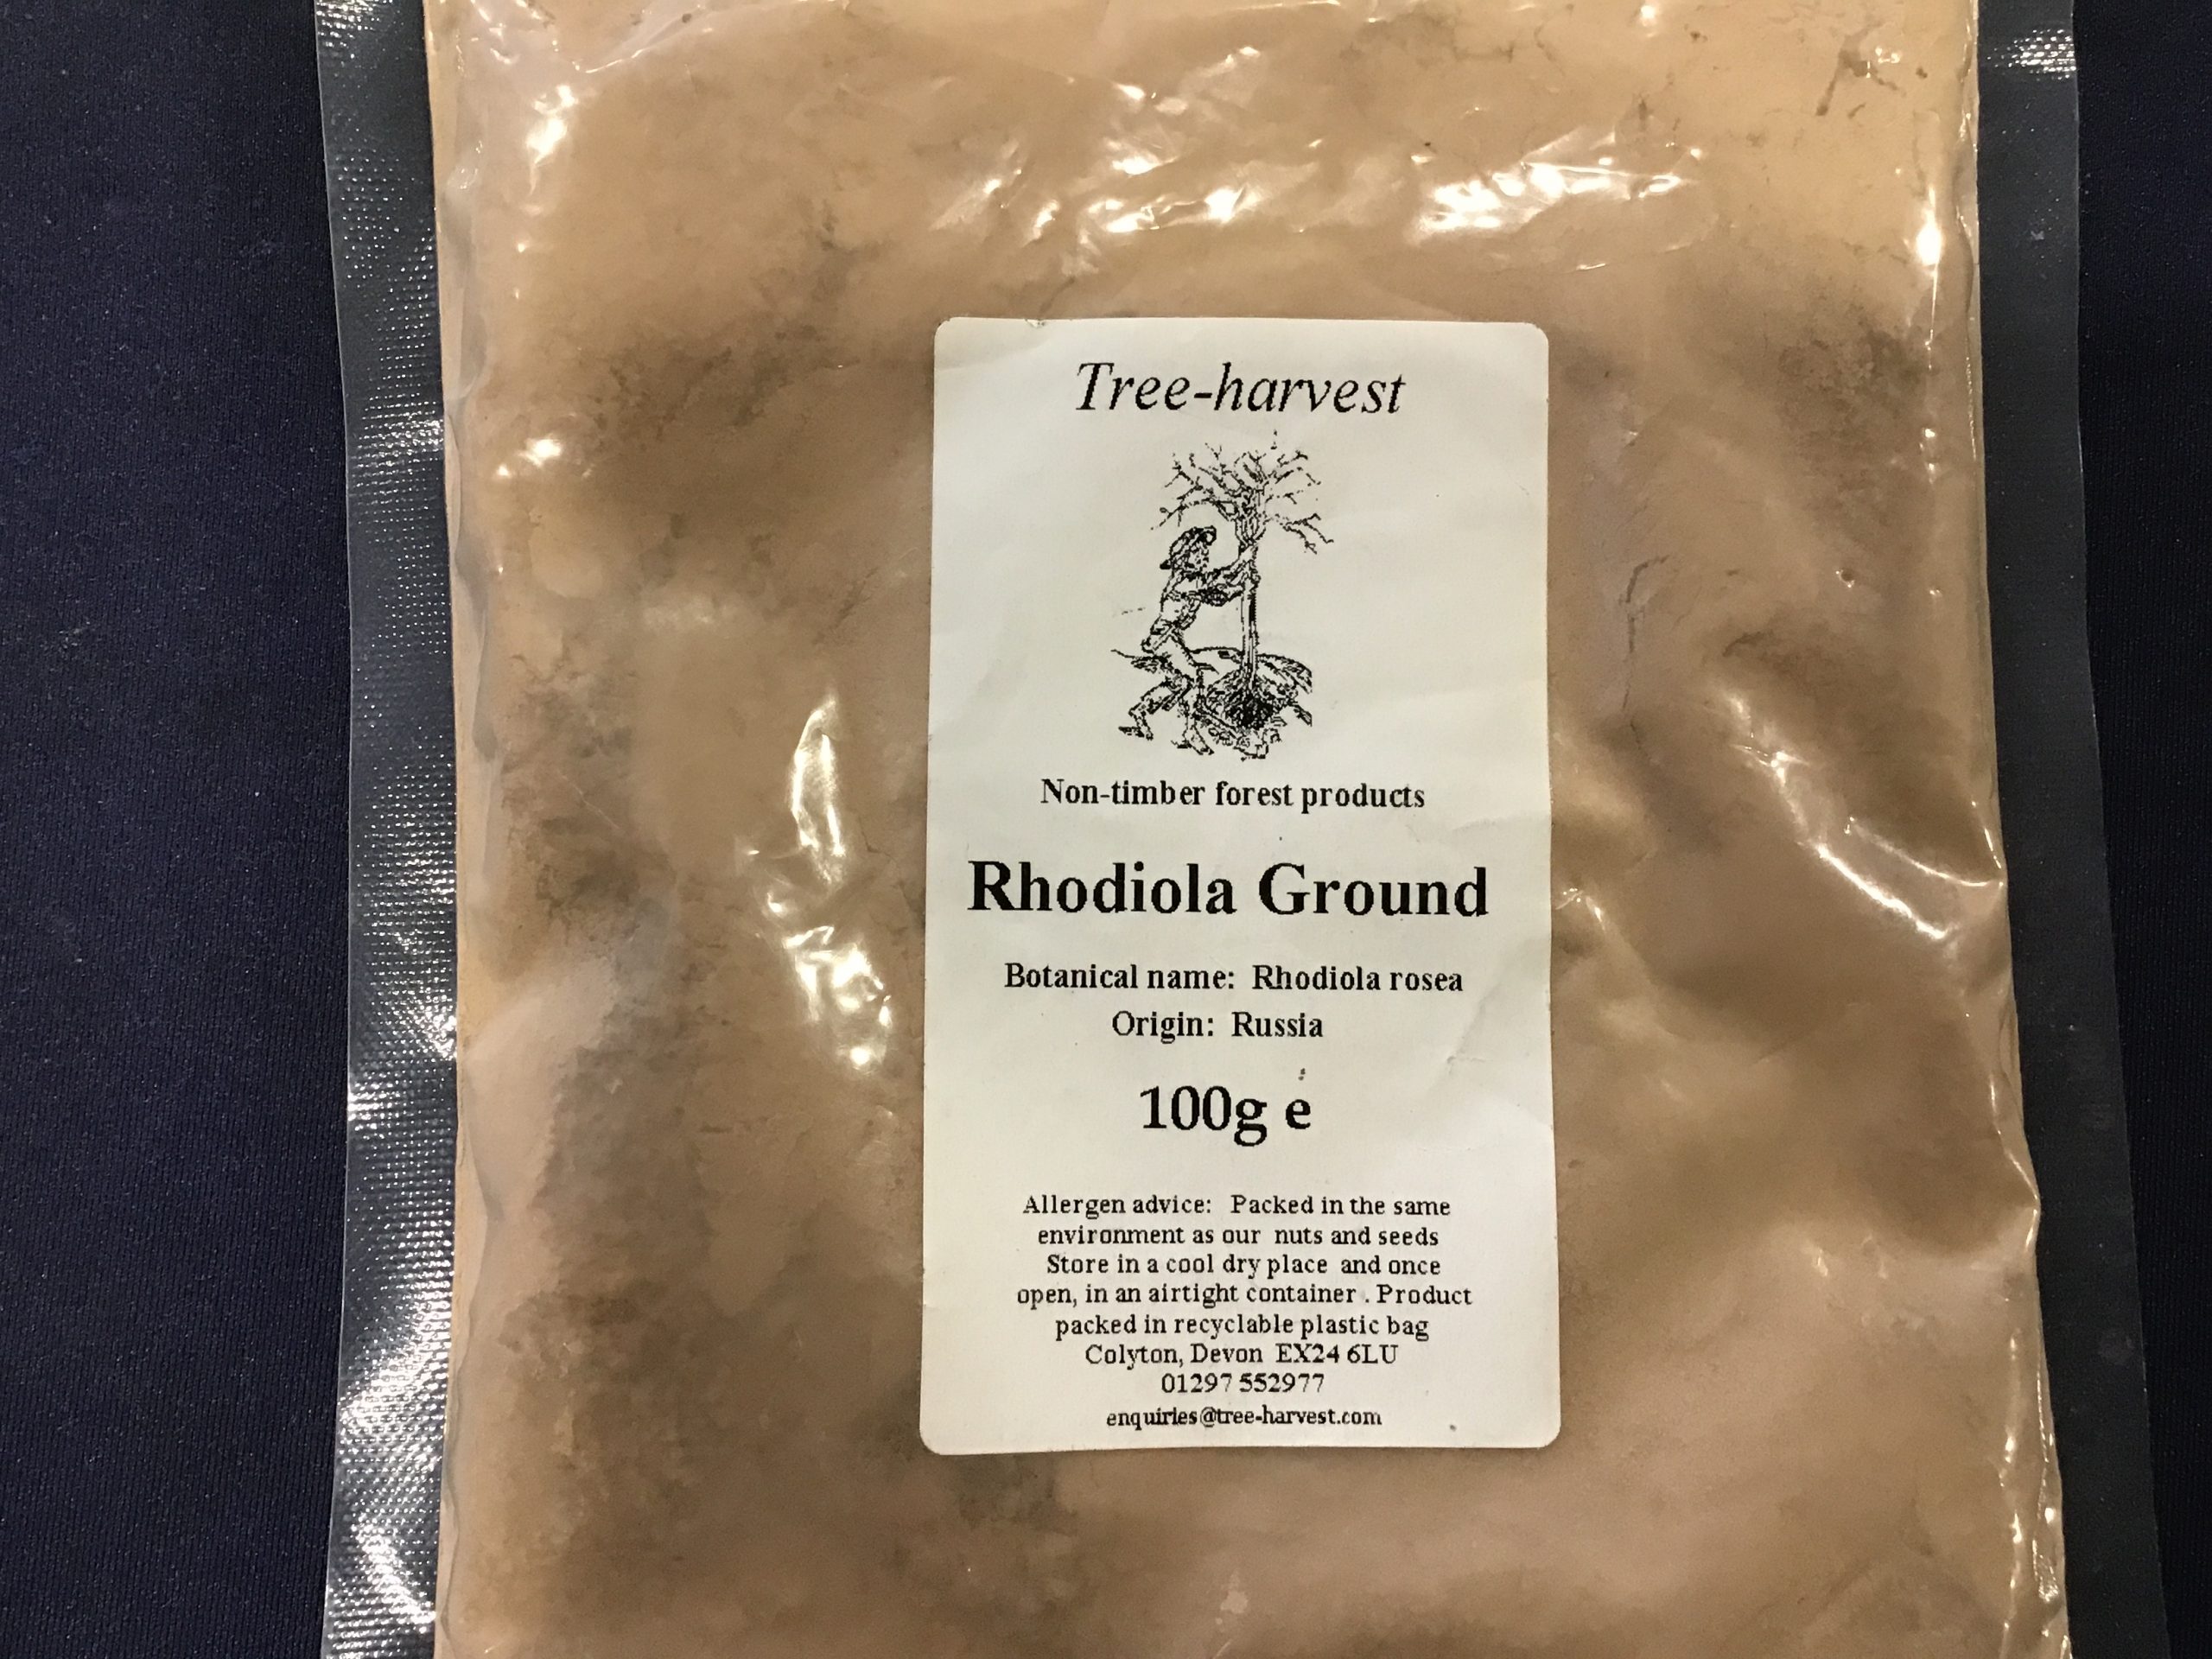 Tree-harvest
Non-timber forest products
Rhodiola Ground
Botanical name: Rhodiola rosea
Origin: Russia
100g e
Allergen advice: Packed in the same
environment as our nuts and seeds
Store in a cool dry place and once
open, in an airtight container . Product
packed in recyclable plastic bag
Colyton, Devon EX24 6LU
01297 552977
enquiries@tree-harvest.com